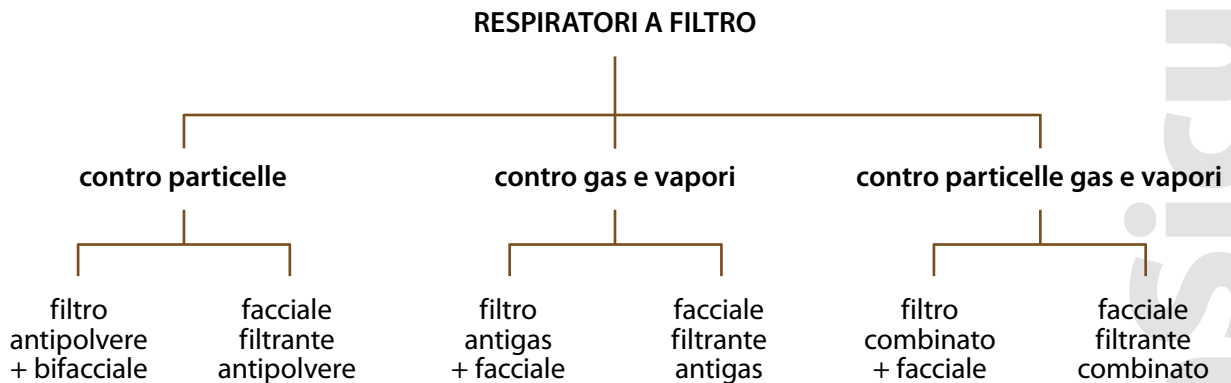 RESPIRATORI A FILTRO
contro particelle
contro gas e vapori
contro particelle gas e vapori
filtro
antipolvere
+ bifacciale
facciale
filtrante
antipolvere
filtro
antigas
+ facciale
facciale
filtrante
antigas
filtro
combinato
+ facciale
facciale
filtrante
combinato